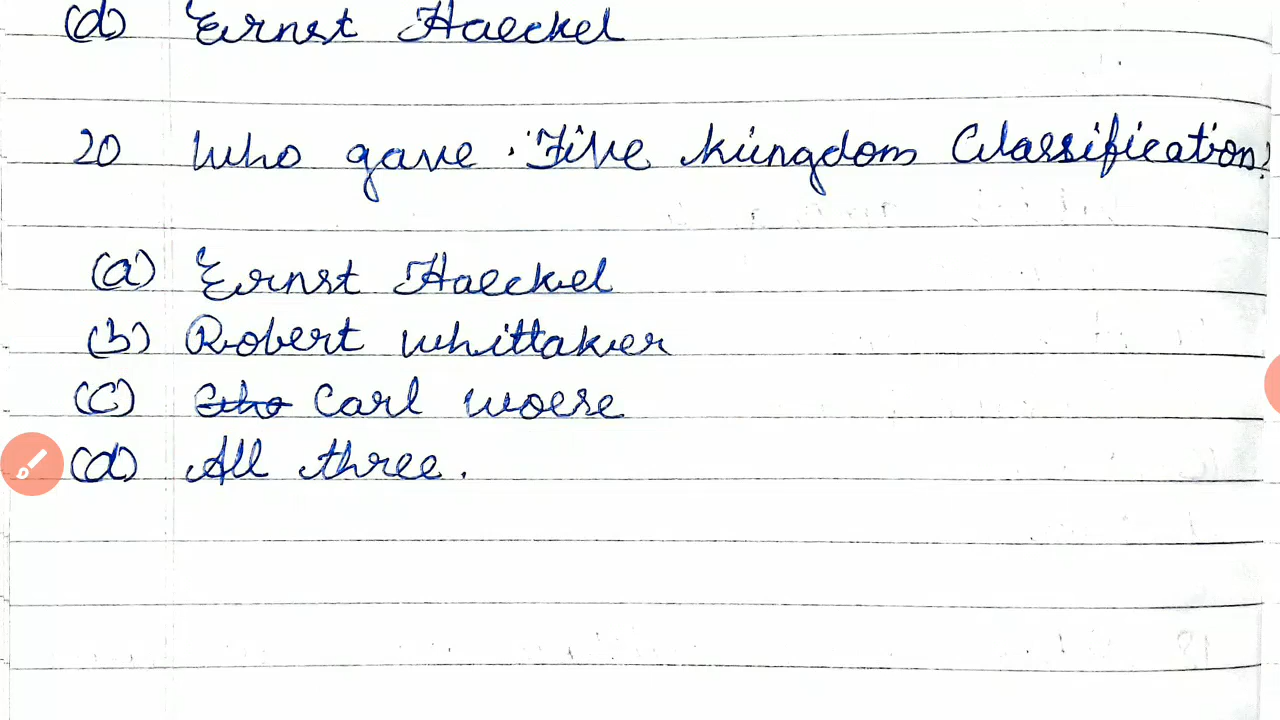 (d) Ernst Haeckel
20 Who gave Five kingdom Classification?
(a) Ernst Haeckel
(b) Robert Whittaker
(c) Carl woese
(d) All three.